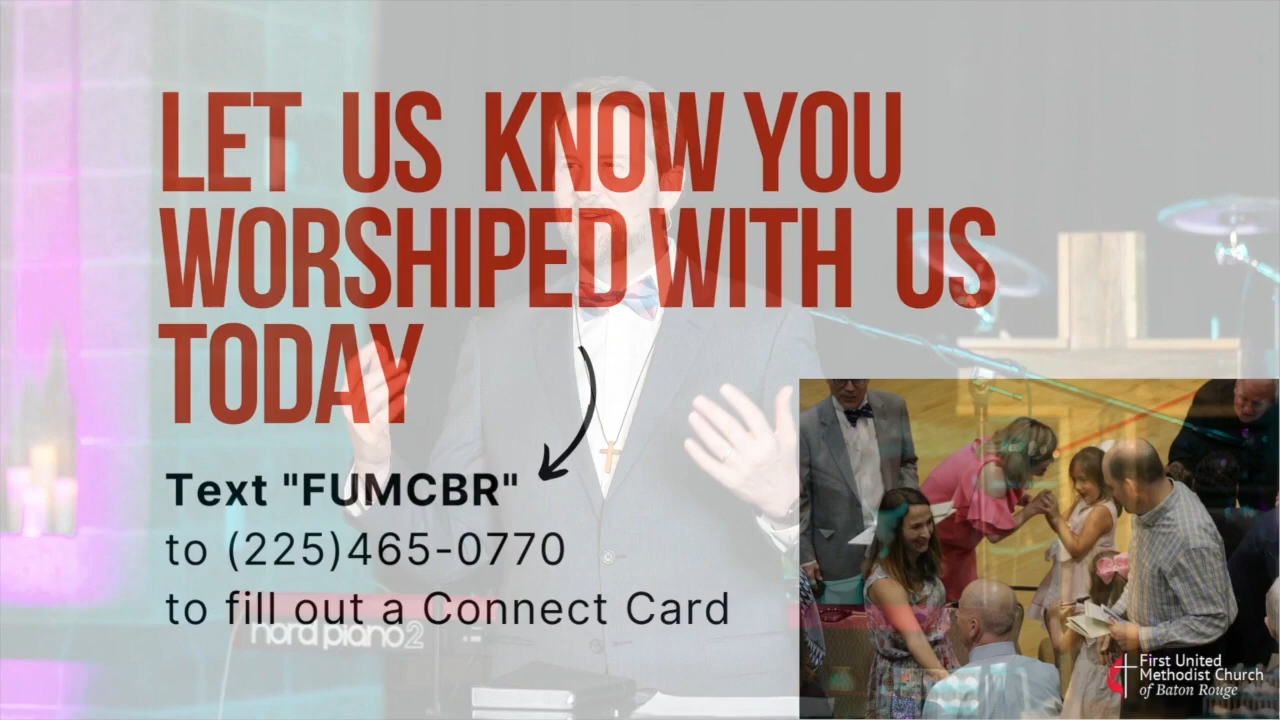 LET US KNOW YOU
WORSHIPED WITH US
TODAY
Text "FUMCBR"
to (225)465-0770
to fill out a Connect Card
nord piano 2
First United
Methodist Church
of Baton Rouge